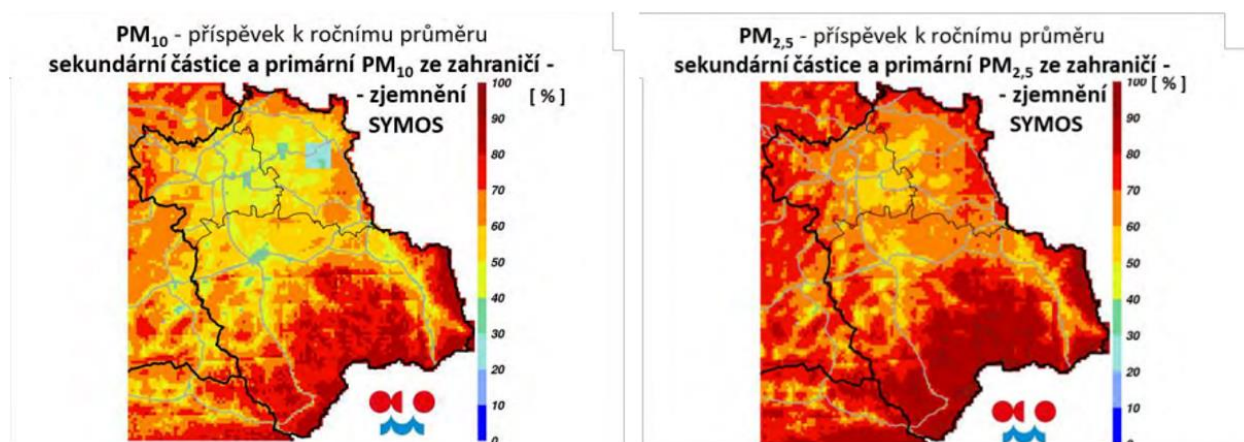 PM10 - příspěvek k ročnímu průměru
sekundární částice a primární PM10 ze zahraničí -
- zjemnění
SYMOS
100
[ % ]
90
80
70
60
50
40
30
20
10
0
PM2,5 - příspěvek k ročnímu průměru
sekundární částice a primární PM2,5 ze zahraničí -
- zjemnění
SYMOS
100
[ % ]
90
80
70
60
50
40
30
20
10
0